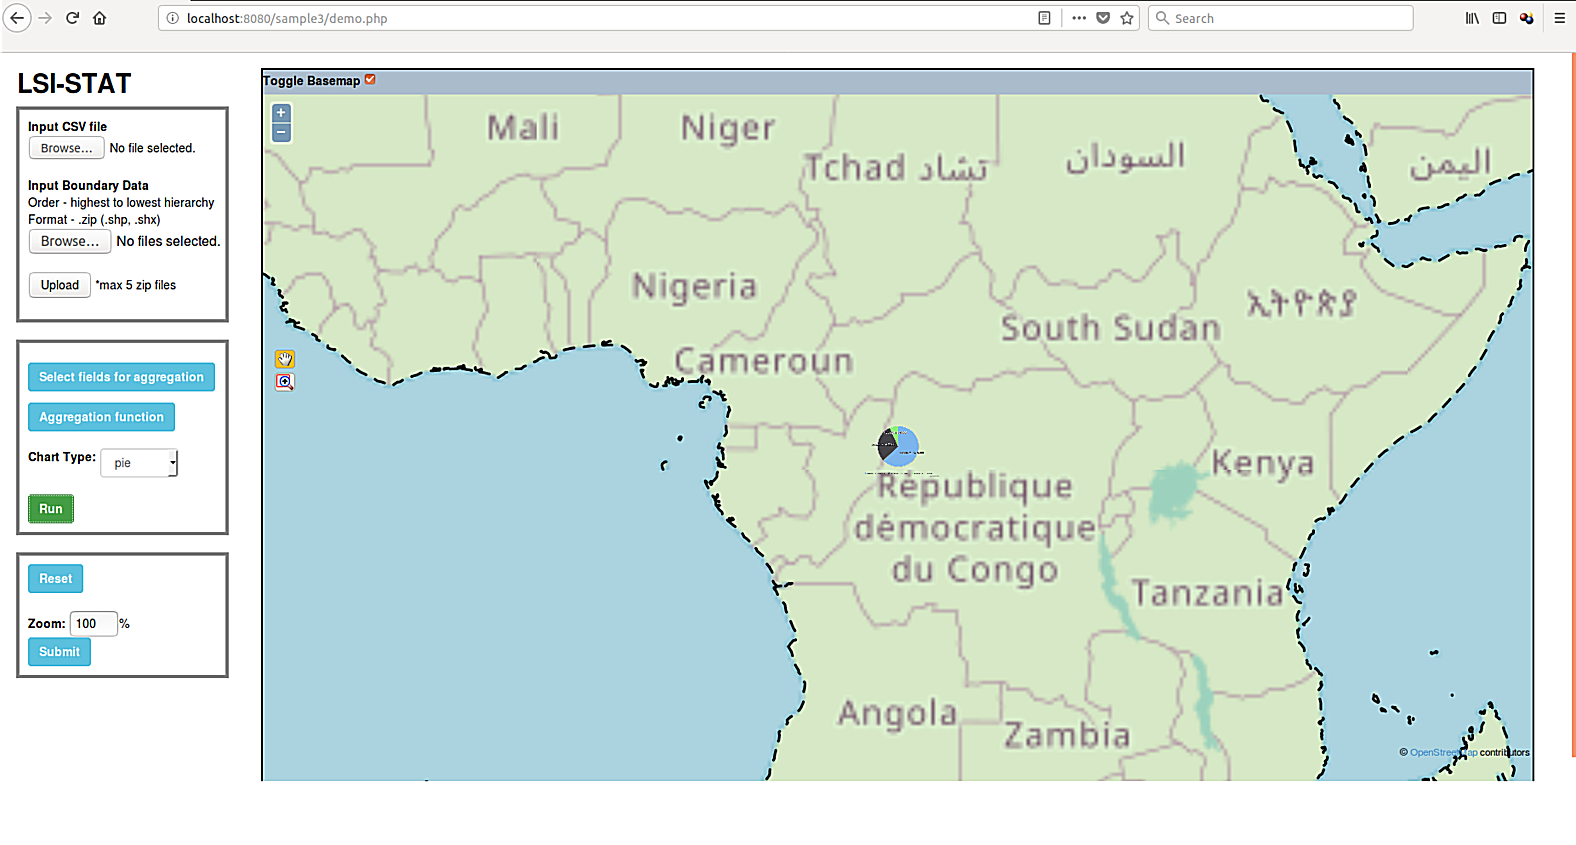 localhost:8080/sample3/demo.php
Search
LSI-STAT
Input CSV file
Browse... No file selected.
Input Boundary Data
Order - highest to lowest hierarchy
Format - .zip (.shp, .shx)
Browse... No files selected.
Upload *max 5 zip files
Select fields for aggregation
Aggregation function
Chart Type: pie
Run
Reset
Zoom: 100 %
Submit
Toggle Basemap
+
−
Mali
Niger
Tchad تشاد
السودان
اليمن
Nigeria
ኢትዮጵያ
South Sudan
Cameroun
Kenya
République
démocratique
du Congo
Tanzania
Angola
Zambia
© OpenStreetMap contributors